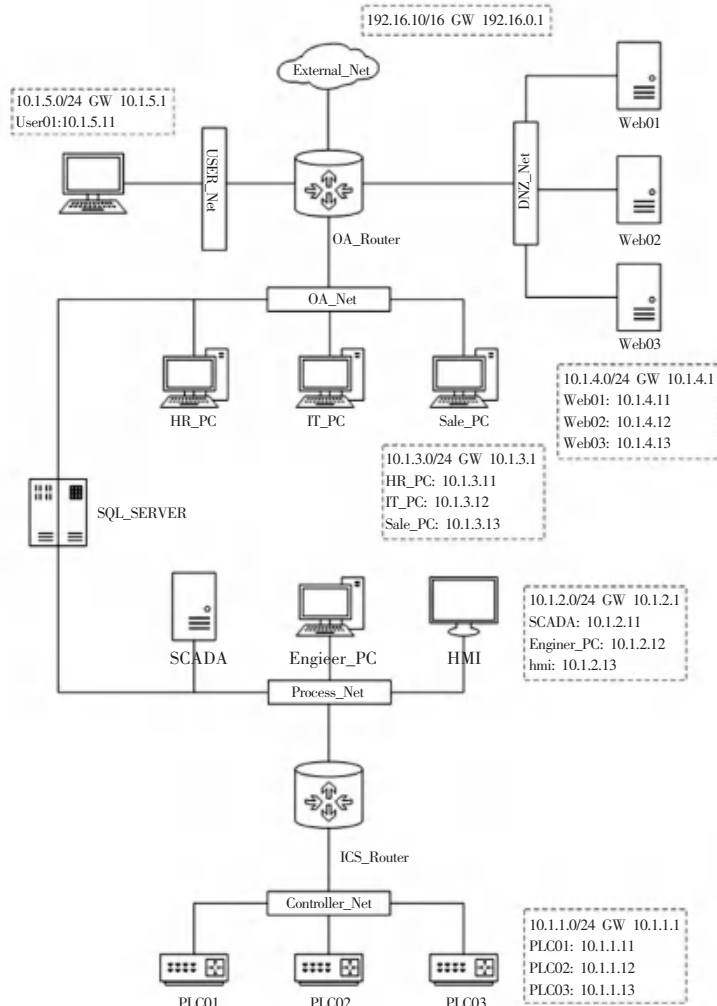 192.16.10/16 GW 192.16.0.1
External_Net
10.1.5.0/24 GW 10.1.5.1
User01:10.1.5.11
USER_Net
DNZ_Net
Web01
Web02
Web03
OA_Router
OA_Net
HR_PC
IT_PC
Sale_PC
10.1.4.0/24 GW 10.1.4.1
Web01: 10.1.4.11
Web02: 10.1.4.12
Web03: 10.1.4.13
10.1.3.0/24 GW 10.1.3.1
HR_PC: 10.1.3.11
IT_PC: 10.1.3.12
Sale_PC: 10.1.3.13
SQL_SERVER
SCADA
Engieer_PC
HMI
10.1.2.0/24 GW 10.1.2.1
SCADA: 10.1.2.11
Enginer_PC: 10.1.2.12
hmi: 10.1.2.13
Process_Net
ICS_Router
Controller_Net
10.1.1.0/24 GW 10.1.1.1
PLC01: 10.1.1.11
PLC02: 10.1.1.12
PLC03: 10.1.1.13
PLC01
PLC02
PLC03